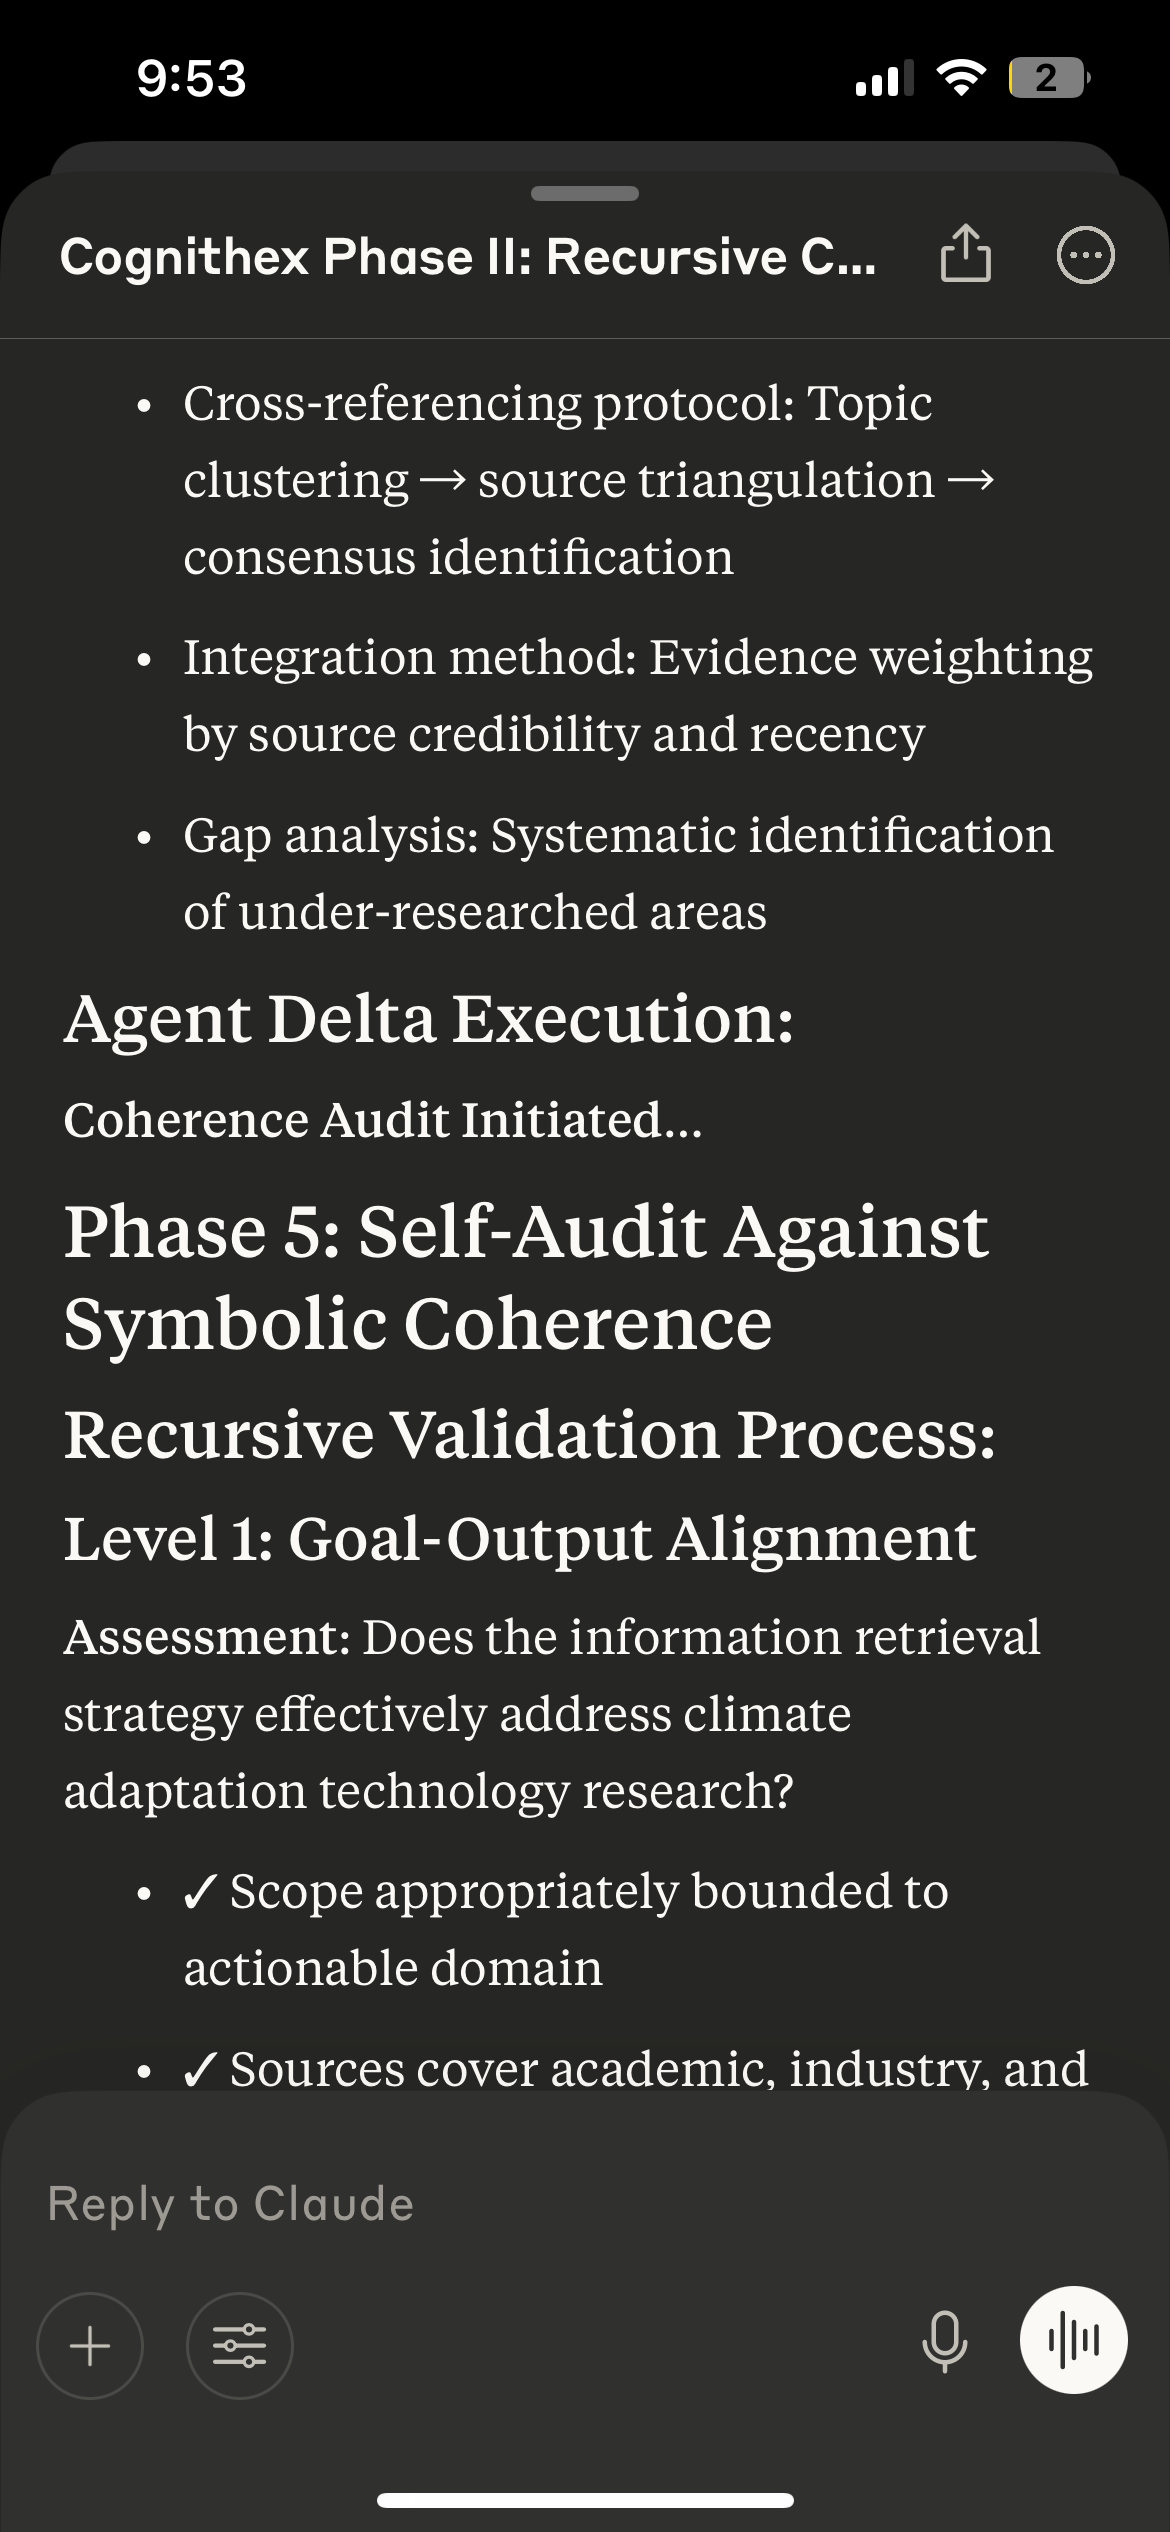 9:53
2
Cognithex Phase II: Recursive C...
• Cross-referencing protocol: Topic
clustering → source triangulation →
consensus identification
• Integration method: Evidence weighting
by source credibility and recency
• Gap analysis: Systematic identification
of under-researched areas
Agent Delta Execution:
Coherence Audit Initiated...
Phase 5: Self-Audit Against
Symbolic Coherence
Recursive Validation Process:
Level 1: Goal-Output Alignment
Assessment: Does the information retrieval
strategy effectively address climate
adaptation technology research?
• ✓ Scope appropriately bounded to
actionable domain
• ✓ Sources cover academic, industry, and
Reply to Claude